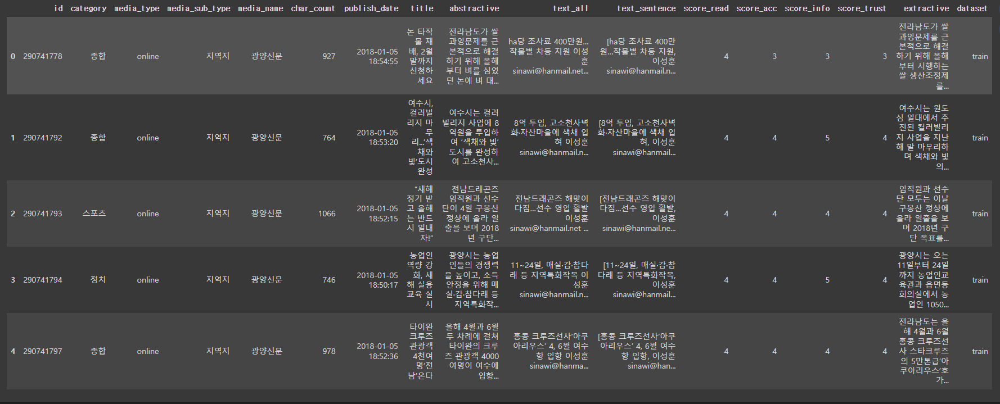 id category media_type media_sub_type media_name char_count publish_date title abstractive text_all text_sentence score_read score_acc score_info score_trust extractive dataset
0
290741778
종합
online
지역지
광양신문
927
2018-01-05
18:54:55
논 타작
물 재
배, 2월
말까지
신청하
세요
전라남도가 쌀
과잉문제를 근
본적으로 해결
하기 위해 올해
부터 벼를 심었
던 논에 벼 대...
ha당 조사료 400만원...
작물별 차등 지원 이성
훈
sinawi@hanmail.net...
[ha당 조사료 400만
원...작물별 차등 지원,
이성훈
sinawi@hanmail.n...
4
3
3
3
전라남도가 쌀
과잉문제를 근
본적으로 해결
하기 위해 올해
부터 시행하는
쌀 생산조정제
를...
train
1
290741792
종합
online
지역지
광양신문
764
2018-01-05
18:53:20
여수시,
컬러빌
리지 마
무
리...‘색
채와
빛’도시
완성
여수시는 컬러
빌리지 사업에 8
억원을 투입하
여 ‘색채와 빛’
도시를 완성하
여 고소천사...
8억 투입, 고소천사벽
화·자산마을에 색채 입
혀 이성훈
sinawi@hanmail.n...
[8억 투입, 고소천사벽
화·자산마을에 색채 입
혀, 이성훈
sinawi@hanmail...
4
4
5
4
여수시는 원도
심 일대에서 추
진된 컬러빌리
지 사업을 지난
해 말 마무리하
며 색채와 빛
의...
train
2
290741793
스포츠
online
지역지
광양신문
1066
2018-01-05
18:52:15
“새해
정기 받
고 올해
는 반드
시 일내
자!”
전남드래곤즈
임직원과 선수
단이 4일 구봉산
정상에 올라 일
출을 보며 2018
년 구단...
전남드래곤즈 해맞이
다짐...선수 영입 활발
이성훈
sinawi@hanmail.net ...
[전남드래곤즈 해맞이
다짐...선수 영입 활발,
이성훈
sinawi@hanmail.ne...
4
4
4
4
임직원과 선수
단 모두는 이날
구봉산 정상에
올라 일출을 보
며 2018년 구
단 목표를...
train
3
290741794
정치
online
지역지
광양신문
746
2018-01-05
18:50:17
농업인
역량 강
화, 새
해 실용
교육 실
시
광양시는 농업
인들의 경쟁력
을 높이고, 소득
안정을 위해 매
실·감·참다래 등
지역특화작...
11~24일, 매실·감·참다
래 등 지역특화작목 이
성훈
sinawi@hanmail.n...
[11~24일, 매실·감·참
다래 등 지역특화작목,
이성훈
sinawi@hanmail...
4
4
5
4
광양시는 오는
11일부터 24일
까지 농업인교
육관과 읍면동
회의실에서 농
업인 1050...
train
4
290741797
종합
online
지역지
광양신문
978
2018-01-05
18:52:36
타이완
크루즈
관광객
4천여
명‘전
남’온다
올해 4월과 6월
두 차례에 걸쳐
타이완의 크루
즈 관광객 4000
여명이 여수에
입항...
홍콩 크루즈선사‘아쿠
아리우스’ 4, 6월 여수
항 입항 이성훈
sinawi@hanma...
[홍콩 크루즈선사‘아쿠
아리우스’ 4, 6월 여수
항 입항, 이성훈
sinawi@han...
4
4
4
4
전라남도는 올
해 4월과 6월
홍콩 크루즈선
사 스타크루즈
의 5만톤급‘아
쿠아리우스’호
가...
train